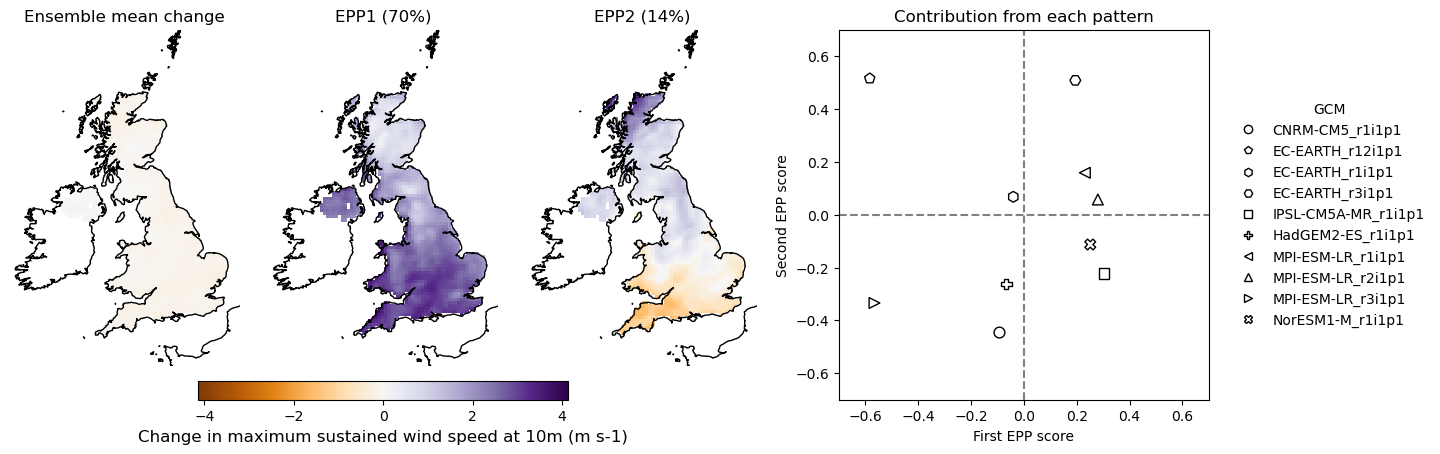 Ensemble mean change
EPP1 (70%)
EPP2 (14%)
Contribution from each pattern
−4
−2
0
2
4
Change in maximum sustained wind speed at 10m (m s-1)
Second EPP score
0.6
0.4
0.2
0.0
−0.2
−0.4
−0.6
−0.6
−0.4
−0.2
0.0
0.2
0.4
0.6
First EPP score
GCM
CNRM-CM5_r1i1p1
EC-EARTH_r12i1p1
EC-EARTH_r1i1p1
EC-EARTH_r3i1p1
IPSL-CM5A-MR_r1i1p1
HadGEM2-ES_r1i1p1
MPI-ESM-LR_r1i1p1
MPI-ESM-LR_r2i1p1
MPI-ESM-LR_r3i1p1
NorESM1-M_r1i1p1